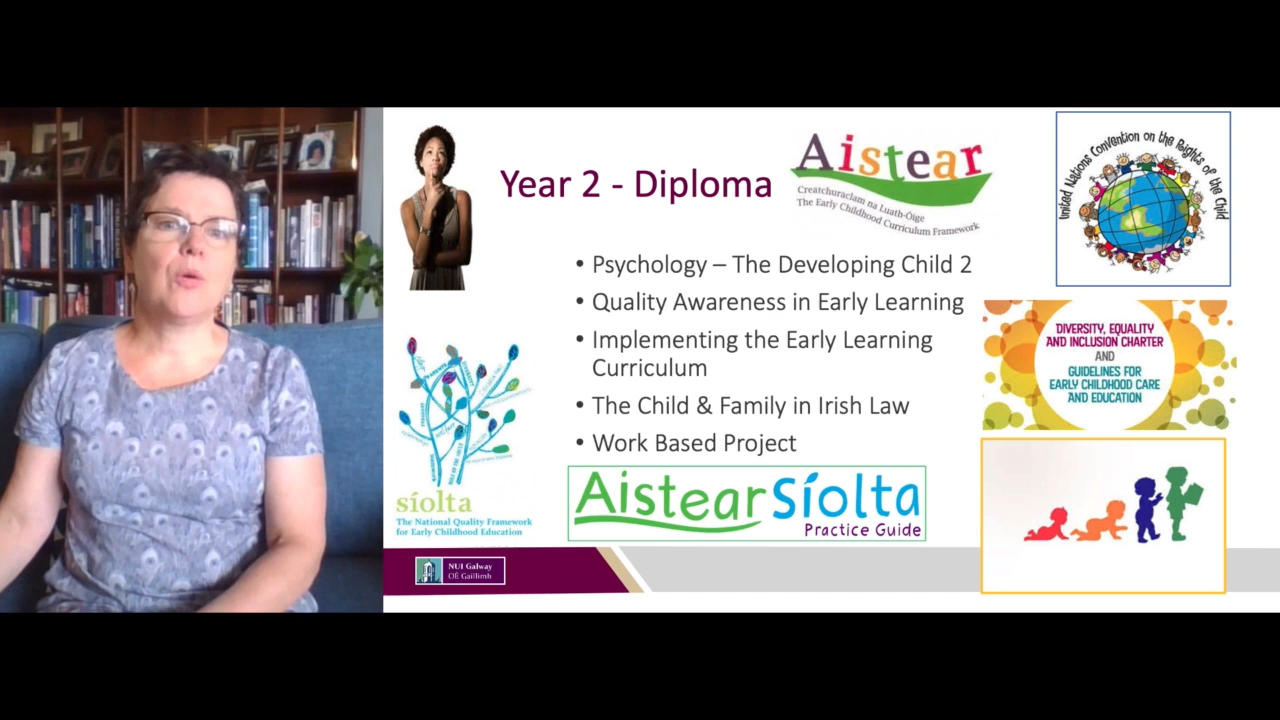 Year 2 - Diploma
Aistear
Creatchuraclam na Luath-Óige
The Early Childhood Curriculum Framework
United Nations Convention on the Rights of the Child
• Psychology – The Developing Child 2
• Quality Awareness in Early Learning
• Implementing the Early Learning
Curriculum
• The Child & Family in Irish Law
• Work Based Project
DIVERSITY, EQUALITY
AND INCLUSION CHARTER
AND
GUIDELINES FOR
EARLY CHILDHOOD CARE
AND EDUCATION
síolta
The National Quality Framework
for Early Childhood Education
AistearSíolta
Practice Guide
NUI Galway
OÉ Gaillimh